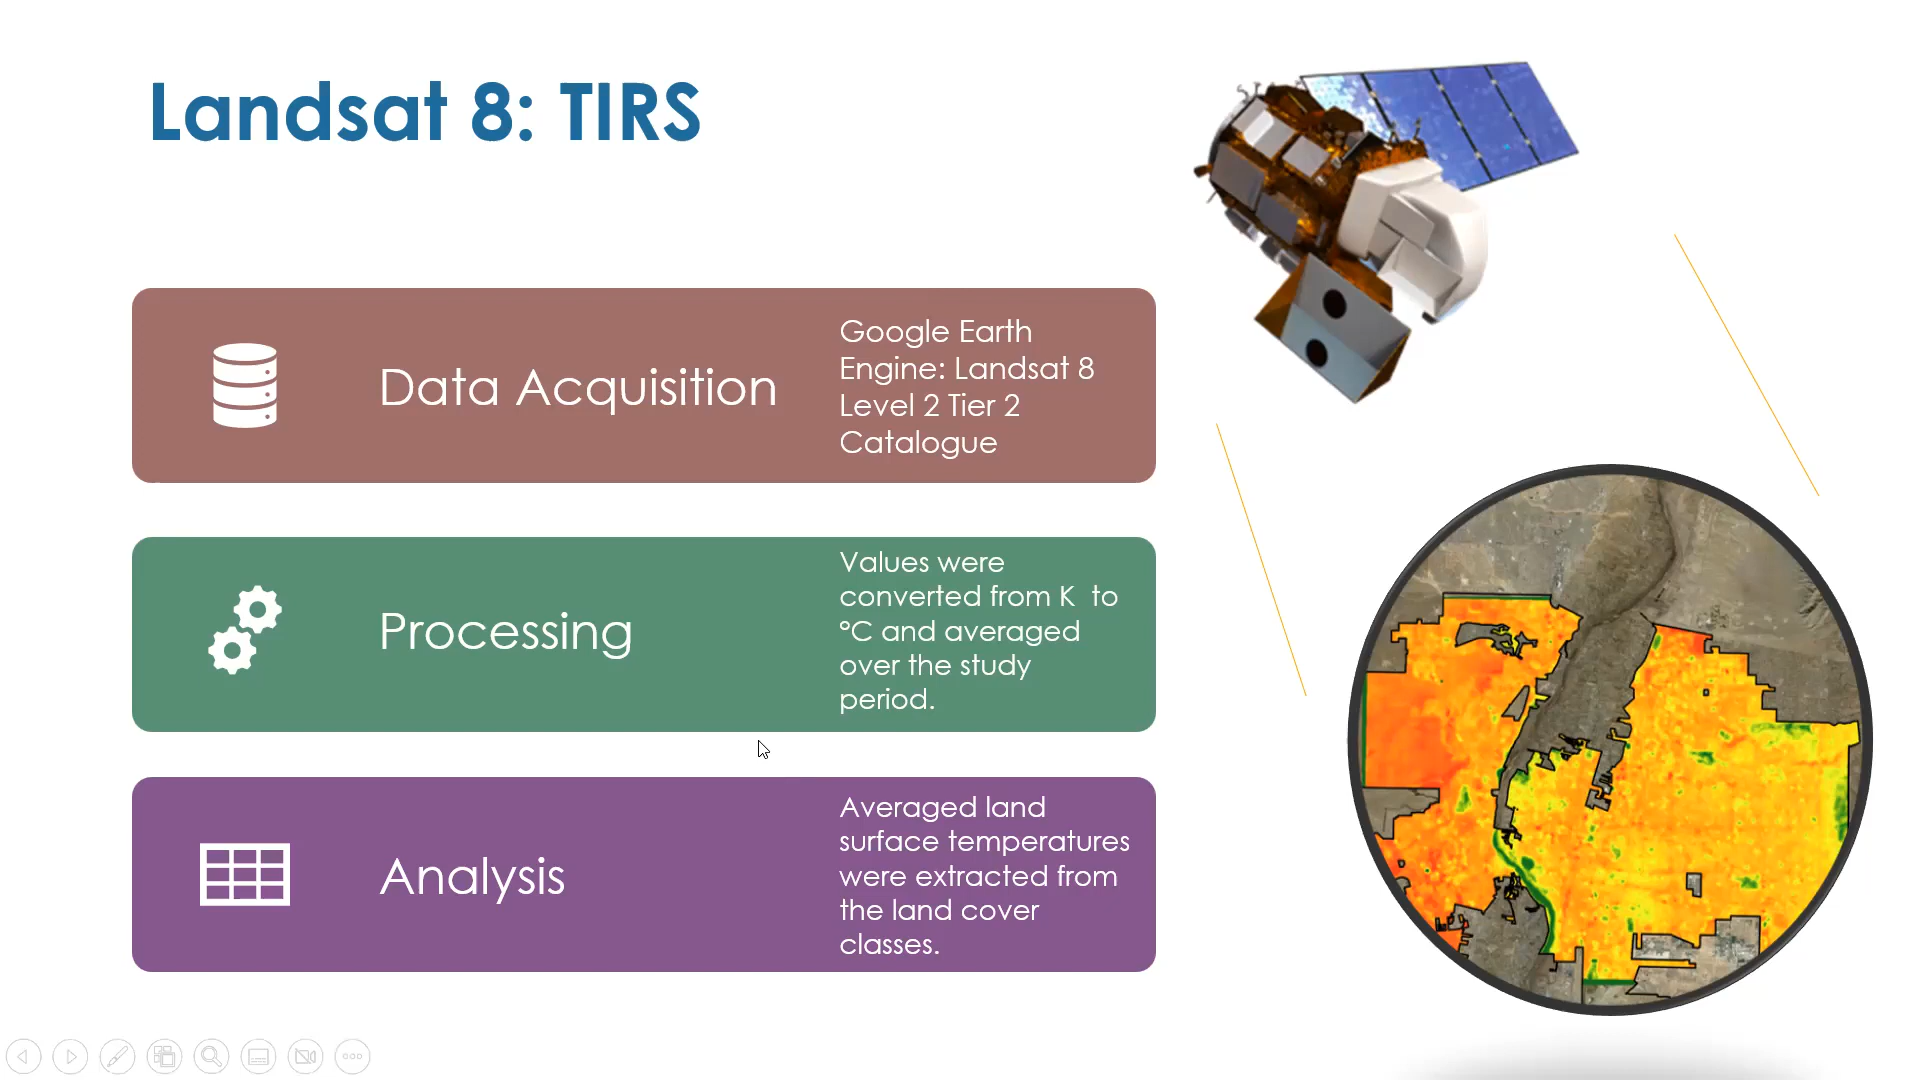 Landsat 8: TIRS
Data Acquisition
Google Earth
Engine: Landsat 8
Level 2 Tier 2
Catalogue
Processing
Values were
converted from K  to
°C and averaged
over the study
period.
Analysis
Averaged land
surface temperatures
were extracted from
the land cover
classes.